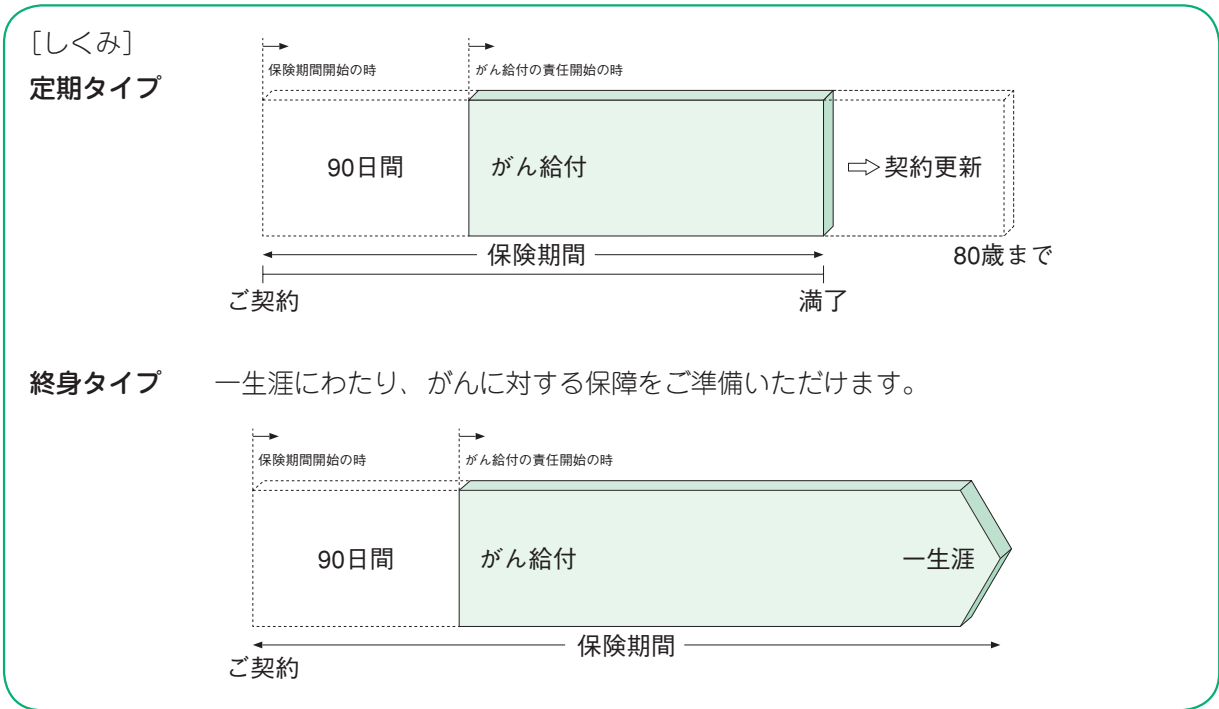 [しくみ]
定期タイプ
保険期間開始の時 がん給付の責任開始の時
90日間 がん給付 ⇨契約更新
保険期間 80歳まで
ご契約 満了
終身タイプ 一生涯にわたり、がんに対する保障をご準備いただけます。
保険期間開始の時 がん給付の責任開始の時
90日間 がん給付 一生涯
保険期間
ご契約